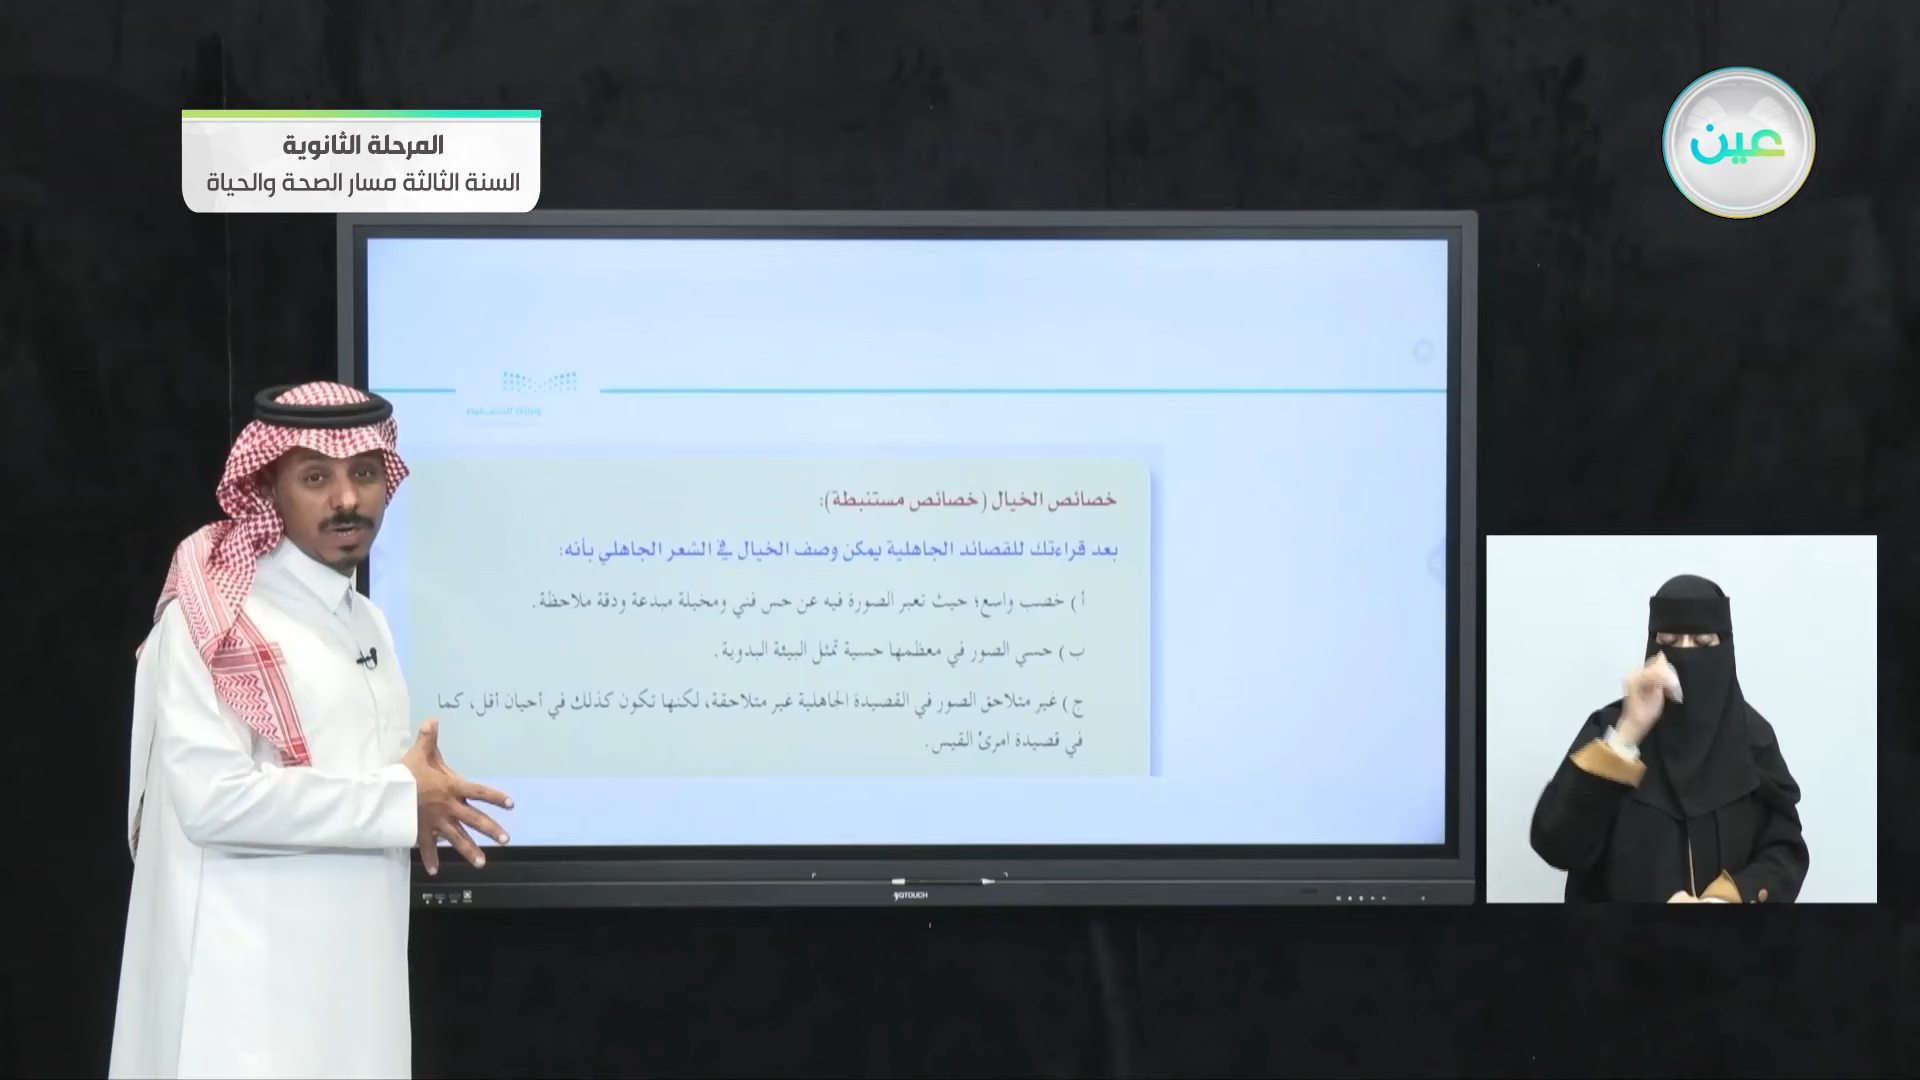 المرحلة الثانوية
السنة الثالثة مسار الصحة والحياة
عين
وزارة التعليم
خصائص الخيال (خصائص مستنبطة):
بعد قراءتك للقصائد الجاهلية يمكن وصف الخيال في الشعر الجاهلي بأنه:
أ) خصب واسع؛ حيث تعبر الصورة فيه عن حس فني ومخيلة مبدعة ودقة ملاحظة.
ب) حسي الصور في معظمها حسية تمثل البيئة البدوية.
ج) غير متلاحق الصور في القصيدة الجاهلية غير متلاحقة، لكنها تكون كذلك في أحيان أقل، كما
في قصيدة امرئ القيس.